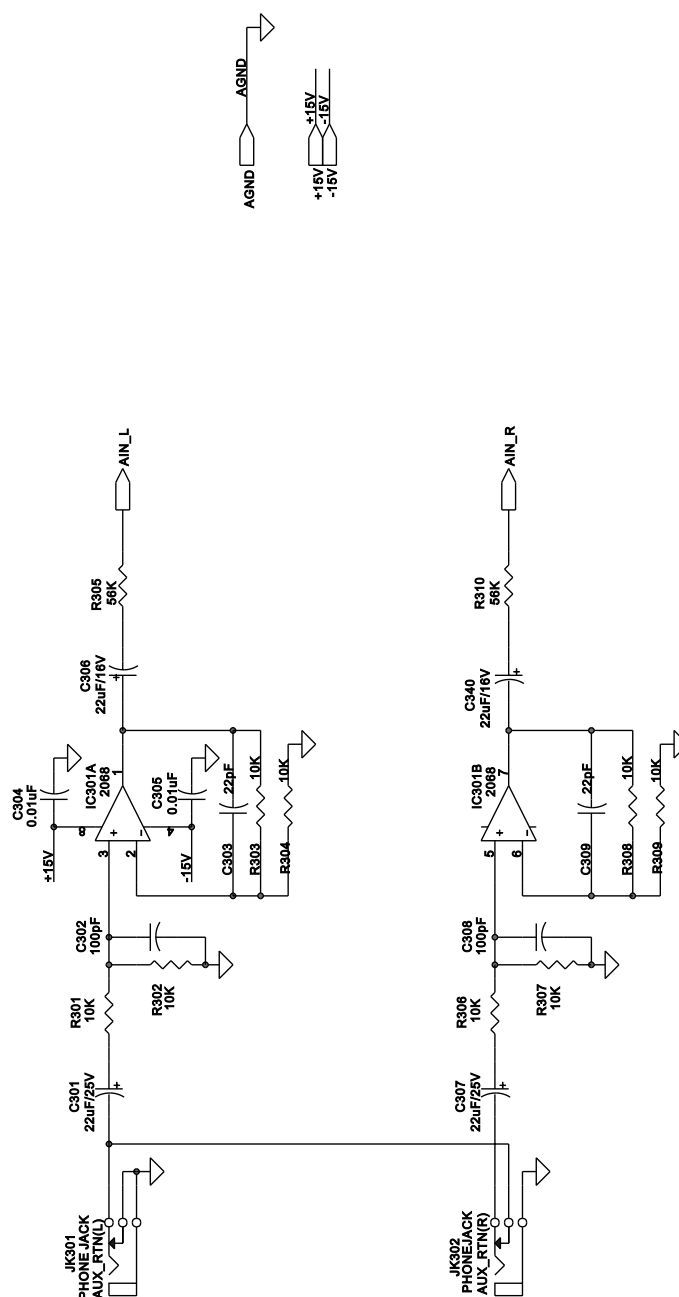 AGND
AGND
+15V
-15V
+15V
-15V
JK301
PHONE JACK
AUX_RTN(L)
C301
22uF/25V
+
R301
10K
R302
10K
C302
100pF
3
2
+
-
8
4
1
+15V
-15V
C304
0.01uF
IC301A
2068
C305
0.01uF
C303
22pF
R303
10K
R304
10K
C306
22uF/16V
+
R305
56K
AIN_L
JK302
PHONEJACK
AUX_RTN(R)
C307
22uF/25V
+
R306
10K
R307
10K
C308
100pF
5
6
+
-
7
IC301B
2068
C309
22pF
R308
10K
R309
10K
C340
22uF/16V
+
R310
56K
AIN_R